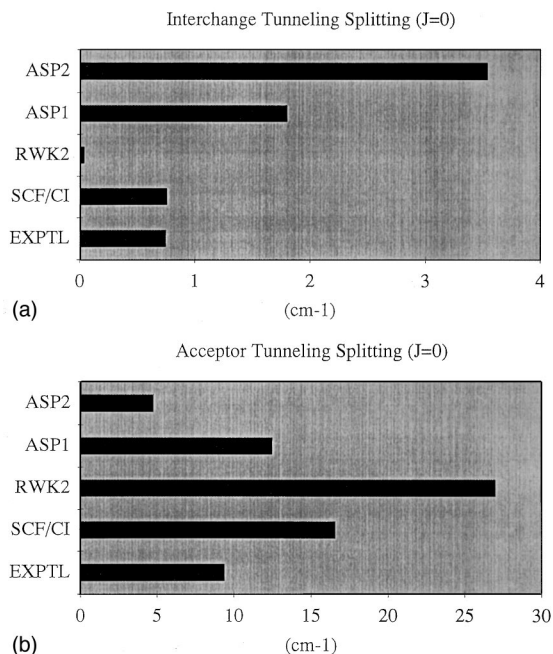 Interchange Tunneling Splitting (J=0)
ASP2
ASP1
RWK2
SCF/CI
EXPTL
0 1 2 3 4
(a)
(cm-1)
Acceptor Tunneling Splitting (J=0)
ASP2
ASP1
RWK2
SCF/CI
EXPTL
0 5 10 15 20 25 30
(b)
(cm-1)